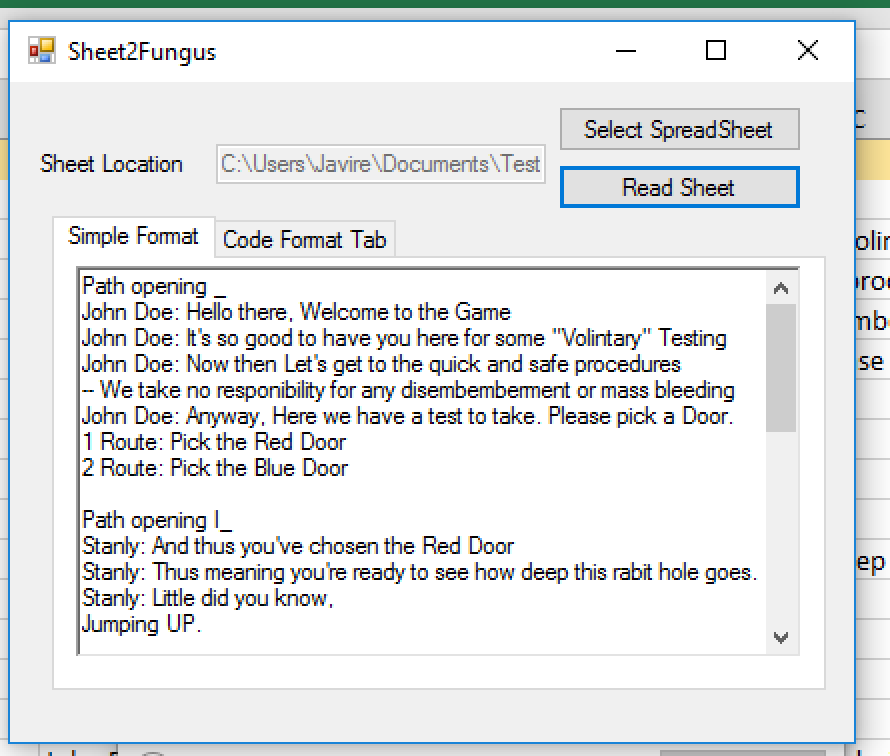 Sheet2Fungus
Select SpreadSheet
Sheet Location
C:\Users\Javire\Documents\Test
Read Sheet
Simple Format
Code Format Tab
Path opening _
John Doe: Hello there, Welcome to the Game
John Doe: It's so good to have you here for some "Volintary" Testing
John Doe: Now then Let's get to the quick and safe procedures
-- We take no responibility for any disembemberment or mass bleeding
John Doe: Anyway, Here we have a test to take. Please pick a Door.
1 Route: Pick the Red Door
2 Route: Pick the Blue Door
Path opening I_
Stanly: And thus you've chosen the Red Door
Stanly: Thus meaning you're ready to see how deep this rabit hole goes.
Stanly: Little did you know,
Jumping UP.